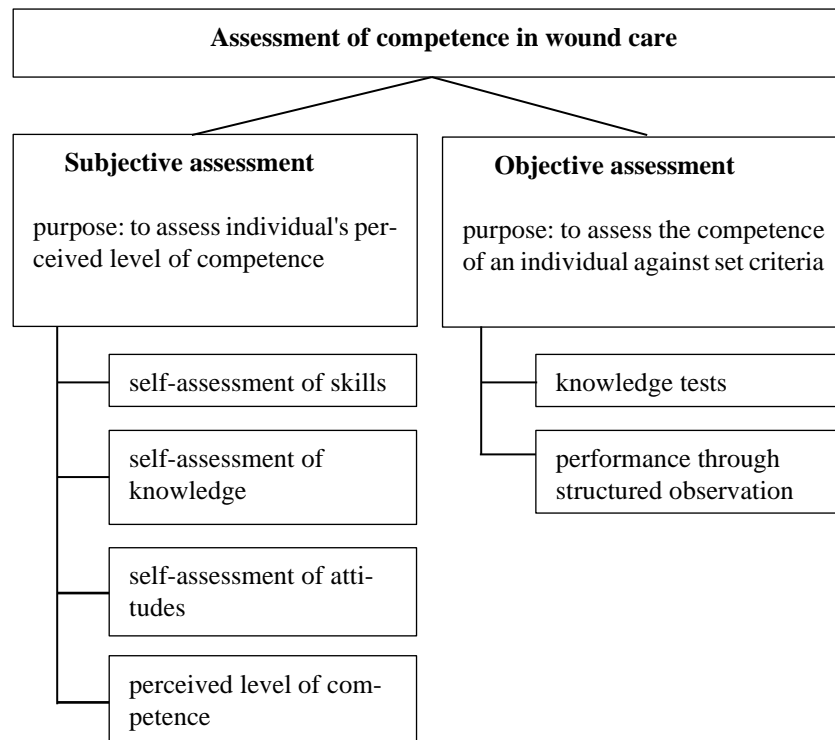 Assessment of competence in wound care
Subjective assessment
purpose: to assess individual's per-
ceived level of competence
self-assessment of skills
self-assessment of
knowledge
self-assessment of atti-
tudes
perceived level of com-
petence
Objective assessment
purpose: to assess the competence
of an individual against set criteria
knowledge tests
performance through
structured observation